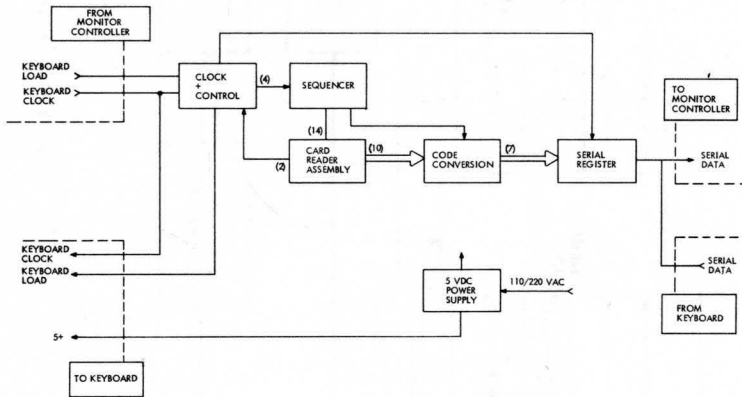 FROM
MONITOR
CONTROLLER
KEYBOARD
LOAD
KEYBOARD
CLOCK
CLOCK
+
CONTROL
(4)
SEQUENCER
(14)
(2)
CARD
READER
ASSEMBLY
(10)
CODE
CONVERSION
(7)
SERIAL
REGISTER
TO
MONITOR
CONTROLLER
SERIAL
DATA
KEYBOARD
CLOCK
KEYBOARD
LOAD
5+
TO KEYBOARD
5 VDC
POWER
SUPPLY
110/220 VAC
SERIAL
DATA
FROM
KEYBOARD